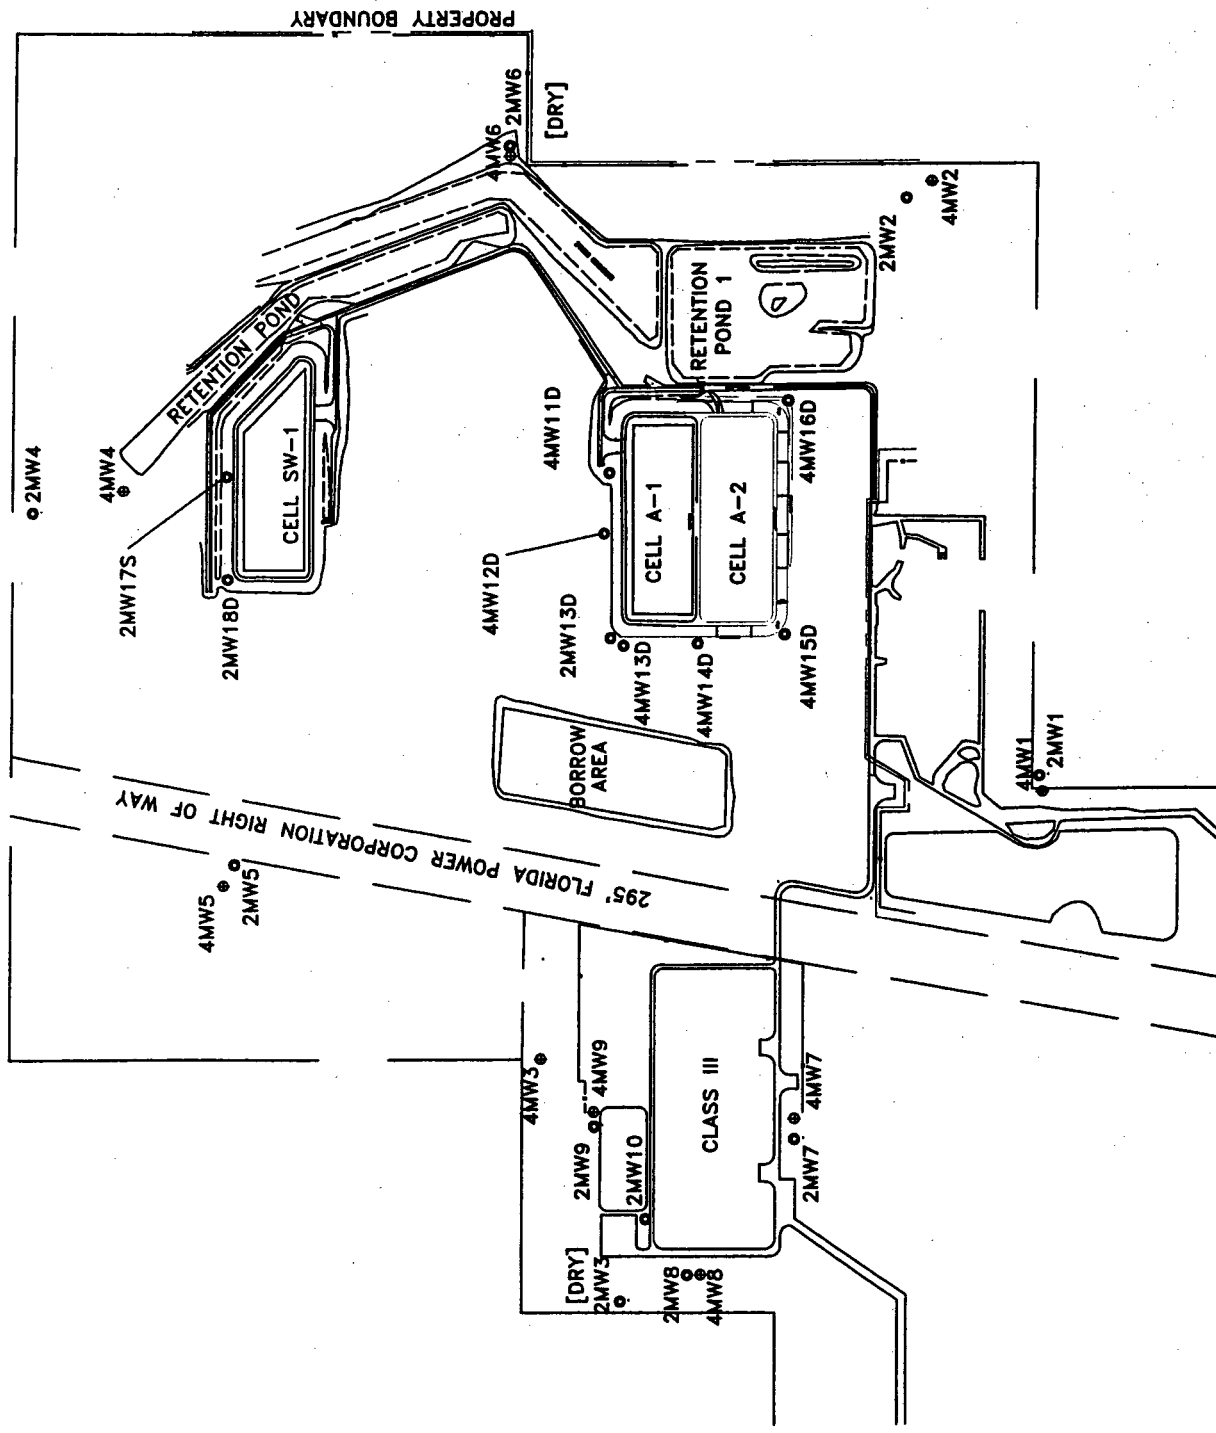 PROPERTY BOUNDARY
2MW6
[DRY]
4MW6
2MW2
4MW2
RETENTION POND
RETENTION
POND 1
2MW4
4MW4
CELL SW-1
2MW17S
2MW18D
4MW11D
4MW12D
2MW13D
4MW13D
4MW14D
4MW15D
4MW16D
CELL A-1
CELL A-2
BORROW
AREA
295' FLORIDA POWER CORPORATION RIGHT OF WAY
4MW1
2MW1
4MW5
2MW5
4MW3
4MW9
2MW9
2MW10
CLASS III
4MW7
2MW7
[DRY]
2MW3
2MW8
4MW8